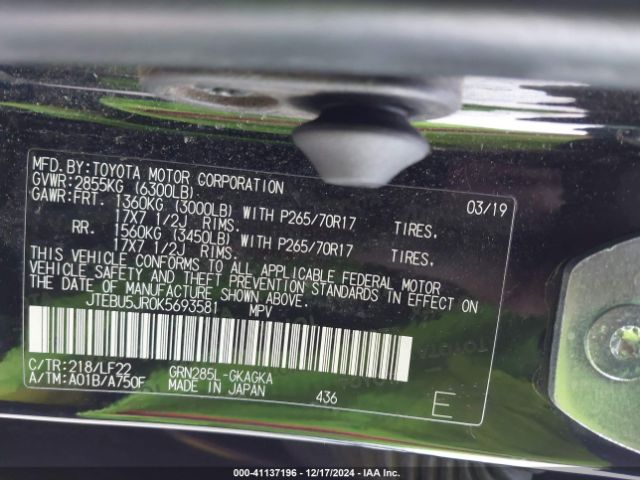 MFD.BY:TOYOTA MOTOR CORPORATION 03/19
GVWR:2855KG (6300LB)
GAWR:FRT. 1360KG (3000LB) WITH P265/70R17 TIRES,
17X7 1/2J RIMS.
RR. 1560KG (3450LB) WITH P265/70R17 TIRES,
17X7 1/2J RIMS.
THIS VEHICLE CONFORMS TO ALL APPLICABLE FEDERAL MOTOR
VEHICLE SAFETY AND THEFT PREVENTION STANDARDS IN EFFECT ON
THE DATE OF MANUFACTURE SHOWN ABOVE.
JTEBU5JR0K5693581 MPV
C/TR:218/LF22 GRN285L-GKAGKA
A/TM:A01B/A750F MADE IN JAPAN 436 E
000-41137196 - 12/17/2024 - IAA Inc.